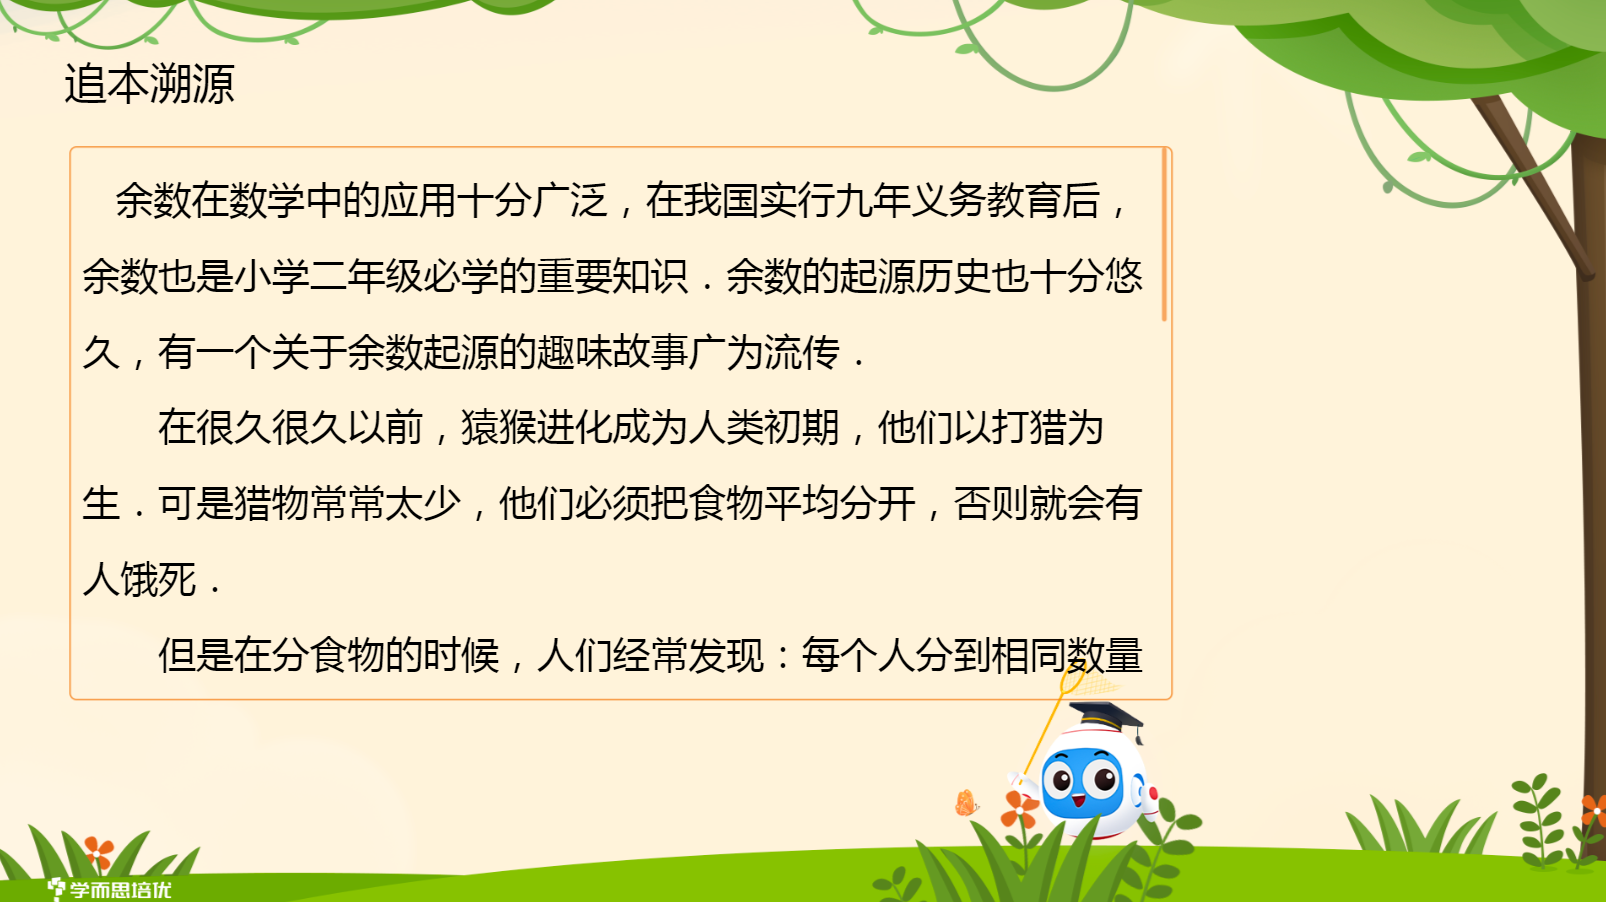 追本溯源
余数在数学中的应用十分广泛，在我国实行九年义务教育后，
余数也是小学二年级必学的重要知识．余数的起源历史也十分悠
久，有一个关于余数起源的趣味故事广为流传．
在很久很久以前，猿猴进化成为人类初期，他们以打猎为
生．可是猎物常常太少，他们必须把食物平均分开，否则就会有
人饿死．
但是在分食物的时候，人们经常发现：每个人分到相同数量
学而思培优